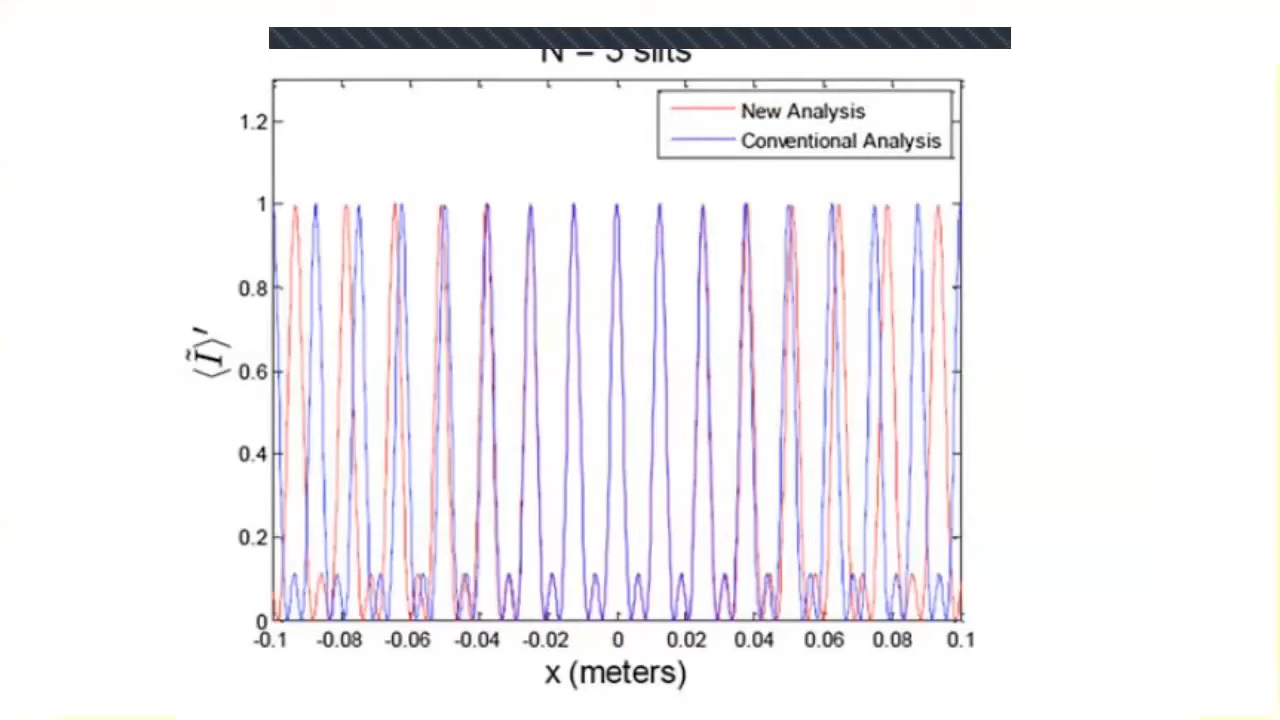 N = 3 slits
New Analysis
Conventional Analysis
1.2
1
0.8
0.6
0.4
0.2
0
⟨Ĩ⟩′
-0.1 -0.08 -0.06 -0.04 -0.02 0 0.02 0.04 0.06 0.08 0.1
x (meters)